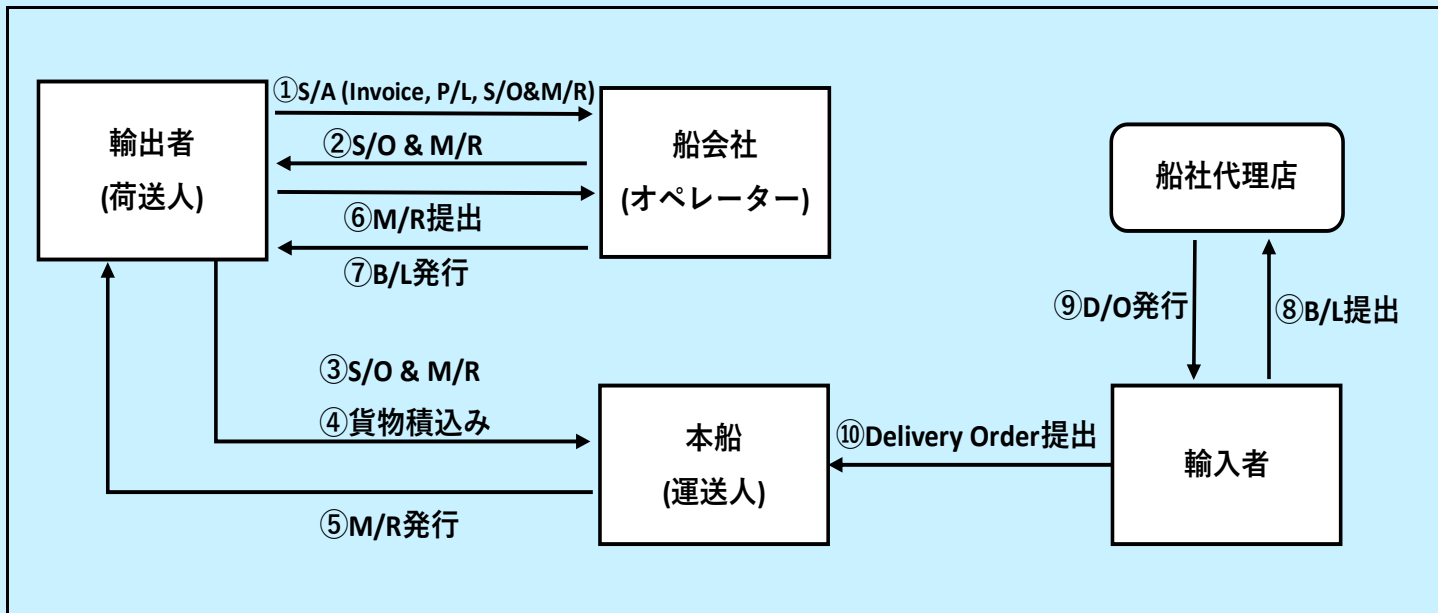 ①S/A (Invoice, P/L, S/O&M/R)
輸出者
(荷送人)
②S/O & M/R
船会社
(オペレーター)
⑥M/R提出
⑦B/L発行
船社代理店
⑨D/O発行
⑧B/L提出
③S/O & M/R
④貨物積込み
本船
(運送人)
⑩Delivery Order提出
輸入者
⑤M/R発行